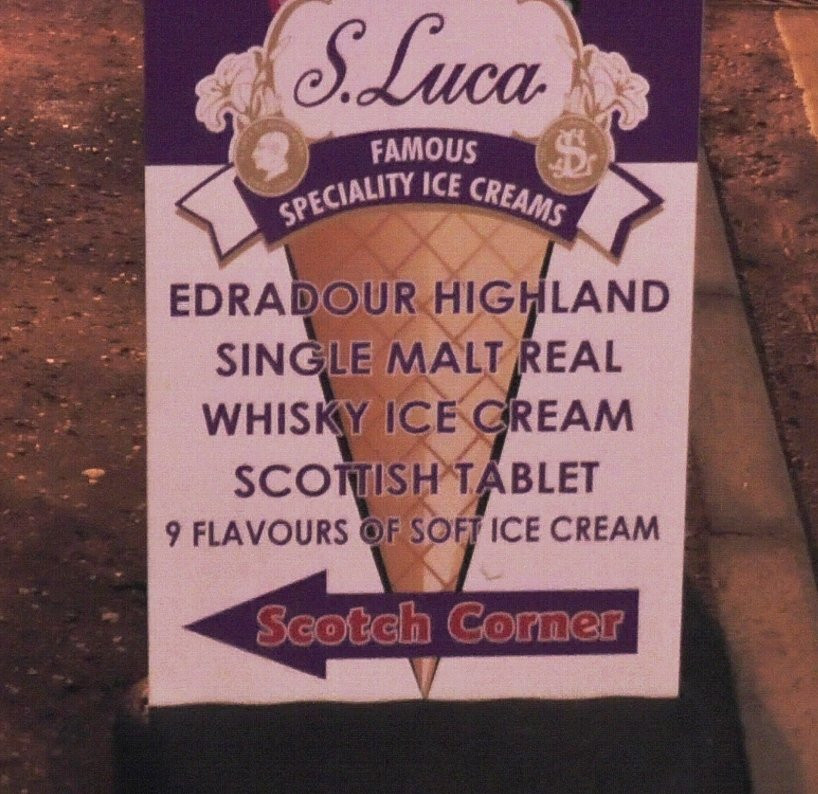 S. Luca
FAMOUS
SPECIALITY ICE CREAMS
EDRADOUR HIGHLAND
SINGLE MALT REAL
WHISKY ICE CREAM
SCOTTISH TABLET
9 FLAVOURS OF SOFT ICE CREAM
Scotch Corner